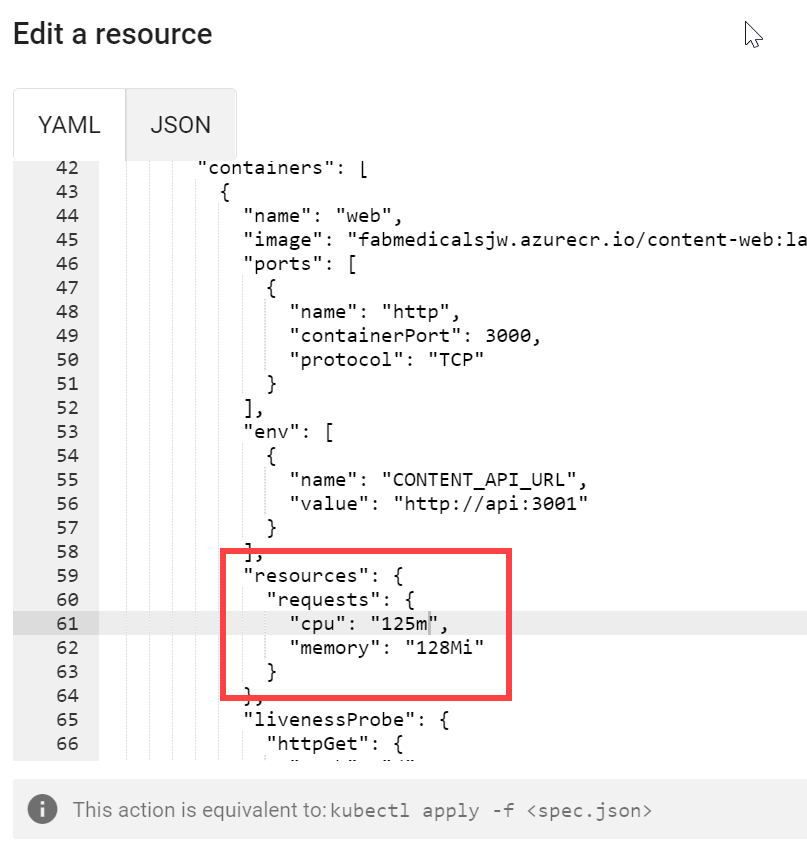 Edit a resource
YAML JSON
42 "containers": [
43 {
44 "name": "web",
45 "image": "fabmedicalsjw.azurecr.io/content-web:la
46 "ports": [
47 {
48 "name": "http",
49 "containerPort": 3000,
50 "protocol": "TCP"
51 }
52 ],
53 "env": [
54 {
55 "name": "CONTENT_API_URL",
56 "value": "http://api:3001"
57 }
58 ],
59 "resources": {
60 "requests": {
61 "cpu": "125m",
62 "memory": "128Mi"
63 }
64 },
65 "livenessProbe": {
66 "httpGet": {
This action is equivalent to: kubectl apply -f <spec.json>